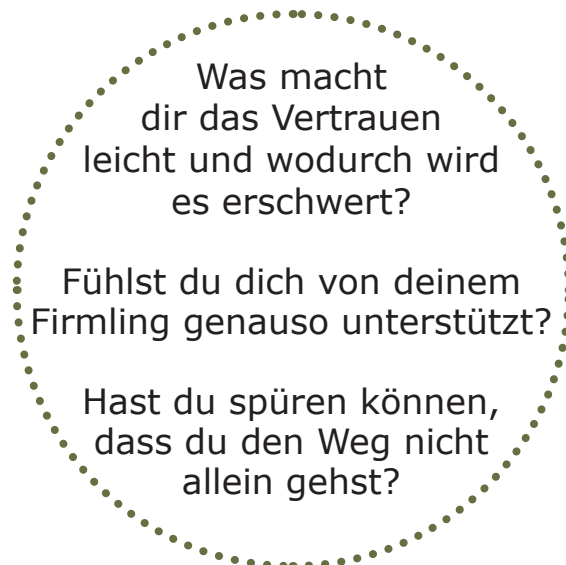 Was macht
dir das Vertrauen
leicht und wodurch wird
es erschwert?
Fühlst du dich von deinem
Firmling genauso unterstützt?
Hast du spüren können,
dass du den Weg nicht
allein gehst?